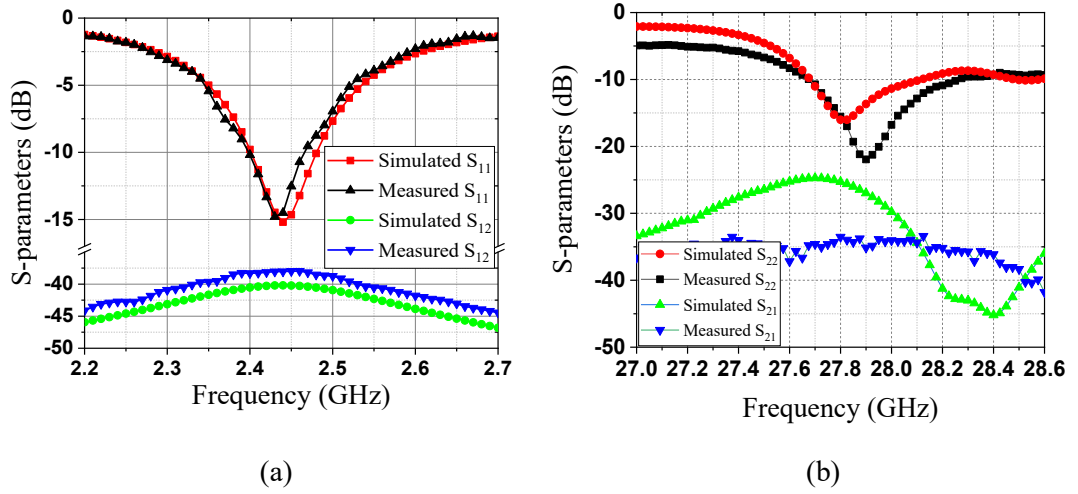 0
-5
-10
-15
-40
-45
-50
S-parameters (dB)
2.2 2.3 2.4 2.5 2.6 2.7
Frequency (GHz)
Simulated S11
Measured S11
Simulated S12
Measured S12
(a)
0
-10
-20
-30
-40
-50
S-parameters (dB)
27.0 27.2 27.4 27.6 27.8 28.0 28.2 28.4 28.6
Frequency (GHz)
Simulated S22
Measured S22
Simulated S21
Measured S21
(b)